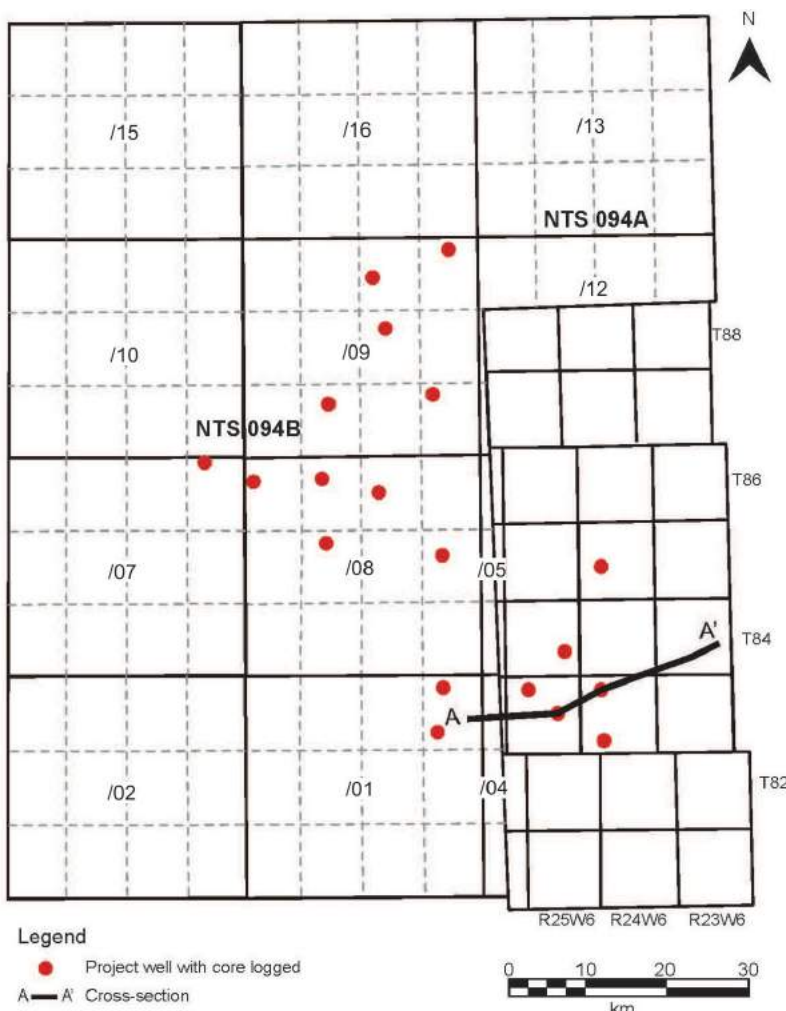 N
/15
/16
/13
NTS 094A
/12
T88
/10
/09
NTS 094B
T86
/07
/08
/05
A'
T84
A
/02
/01
/04
T82
R25W6 R24W6 R23W6
Legend
Project well with core logged
A A' Cross-section
0 10 20 30
km